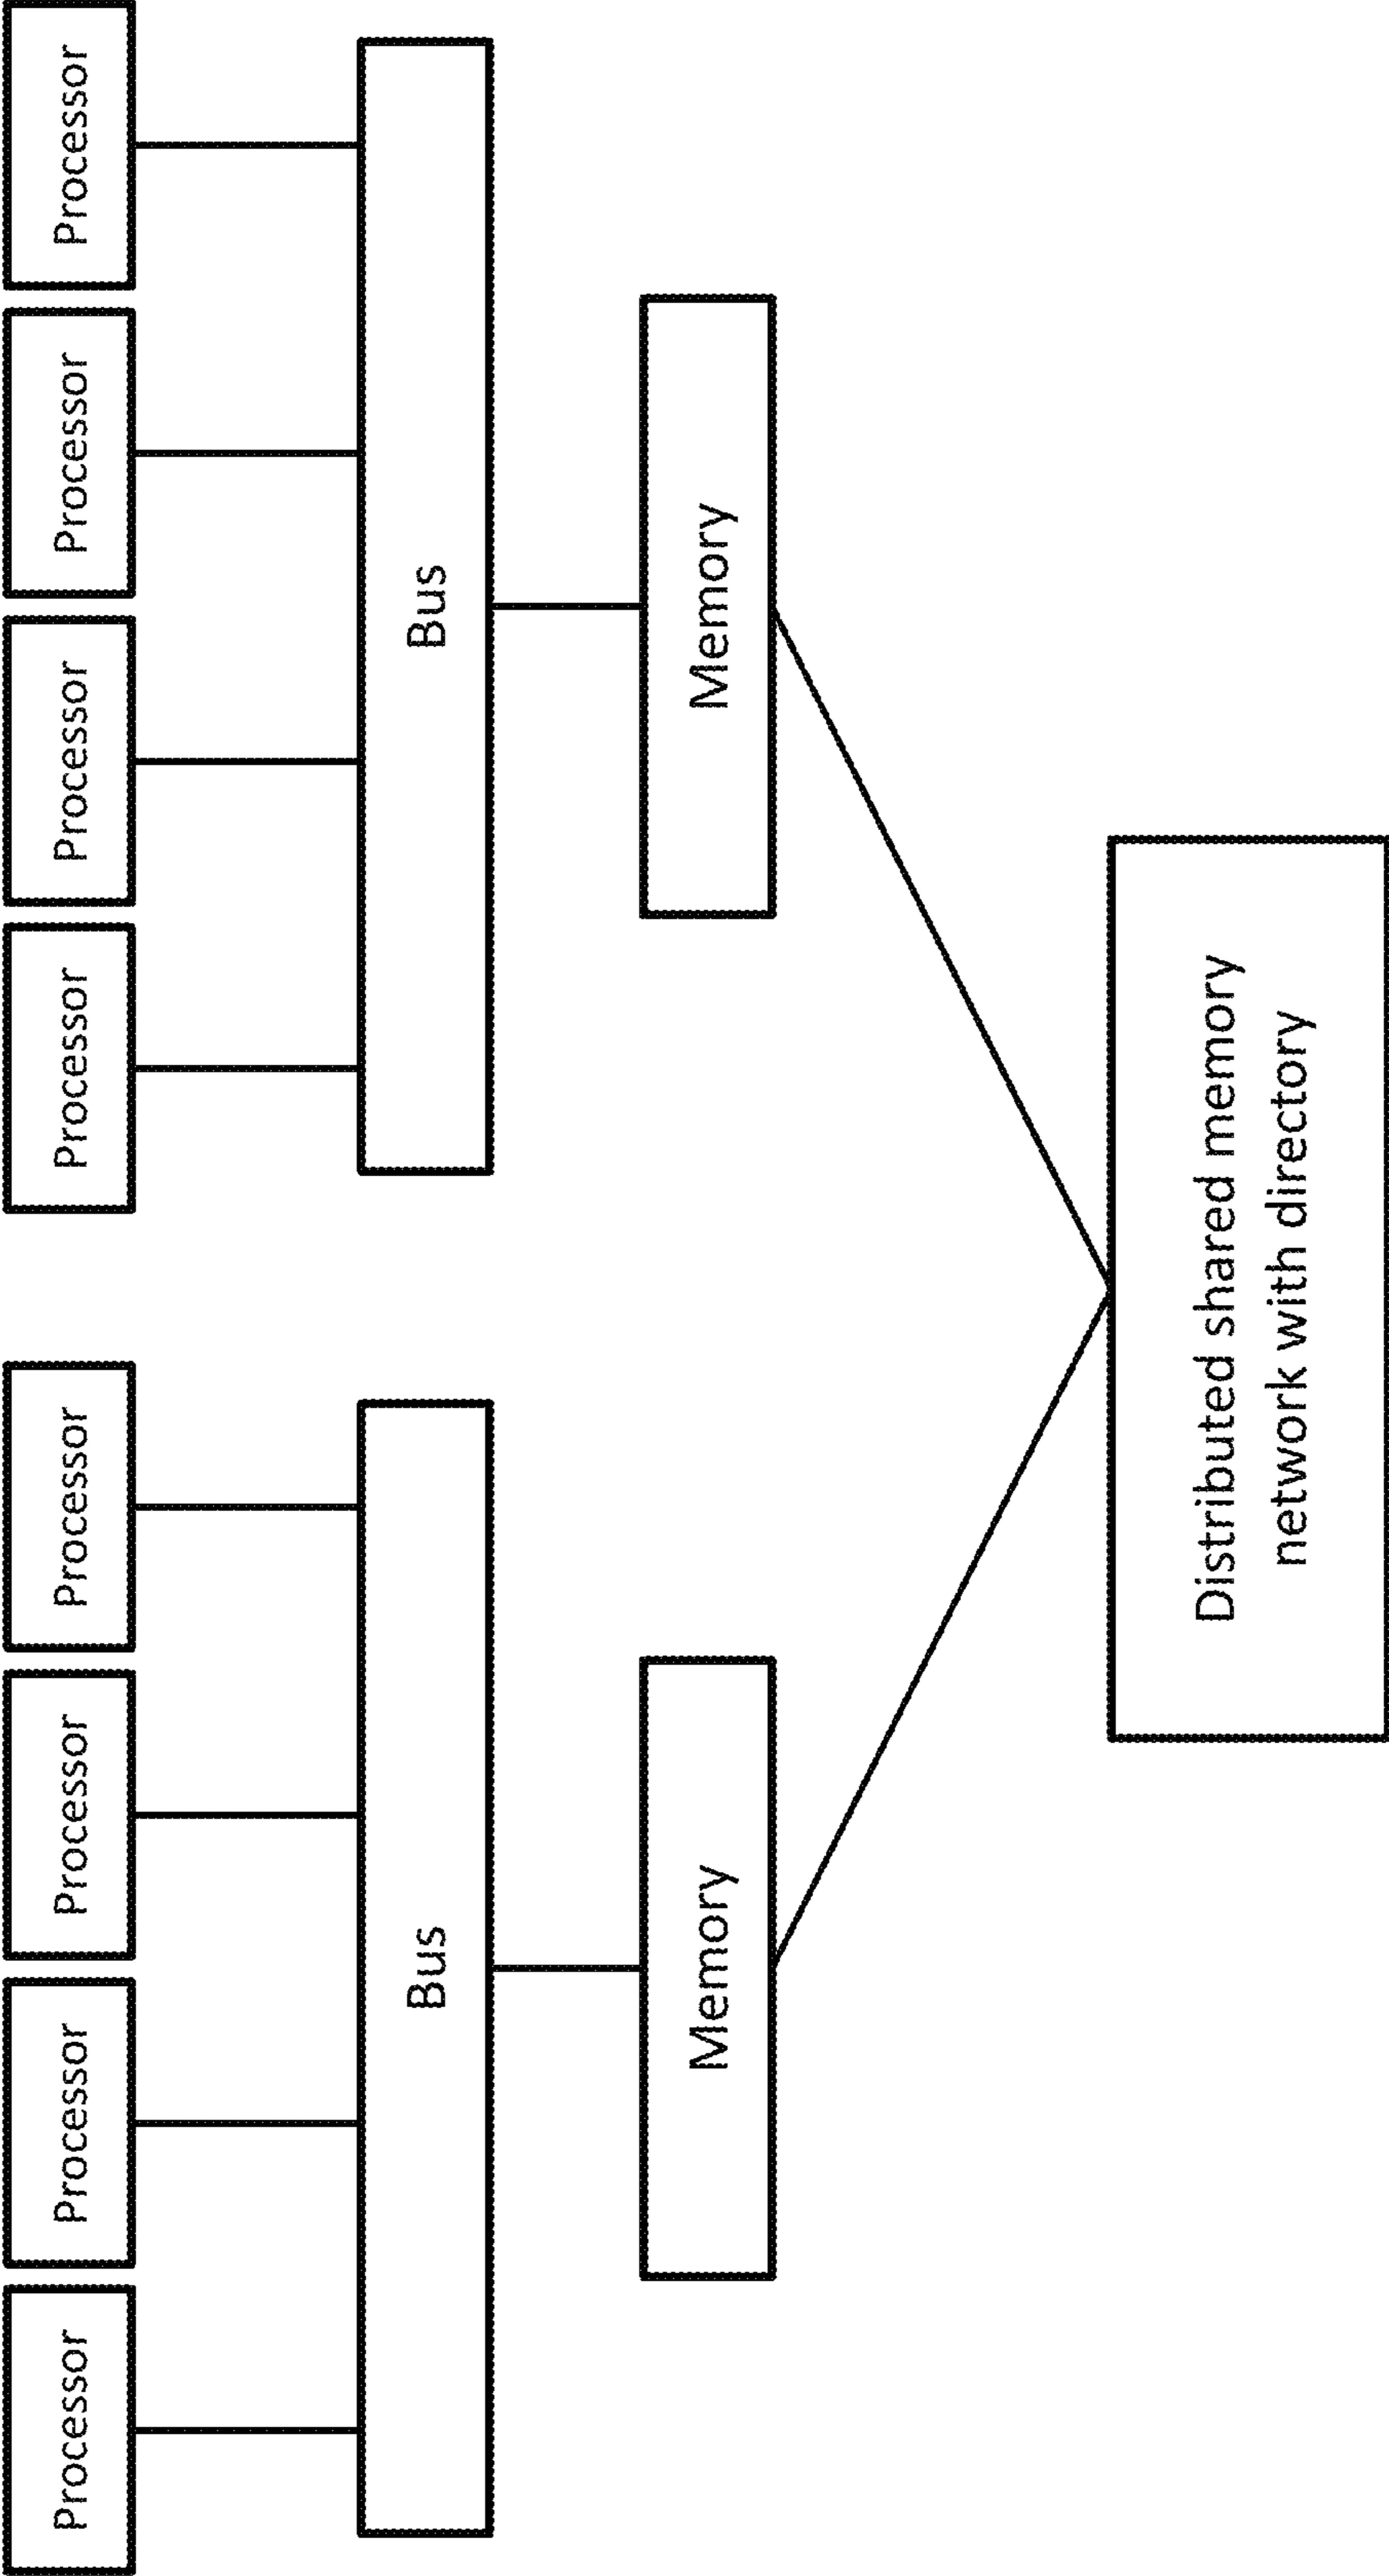 Processor
Processor
Processor
Processor
Processor
Processor
Processor
Processor
Bus
Bus
Memory
Memory
Distributed shared memory
network with directory